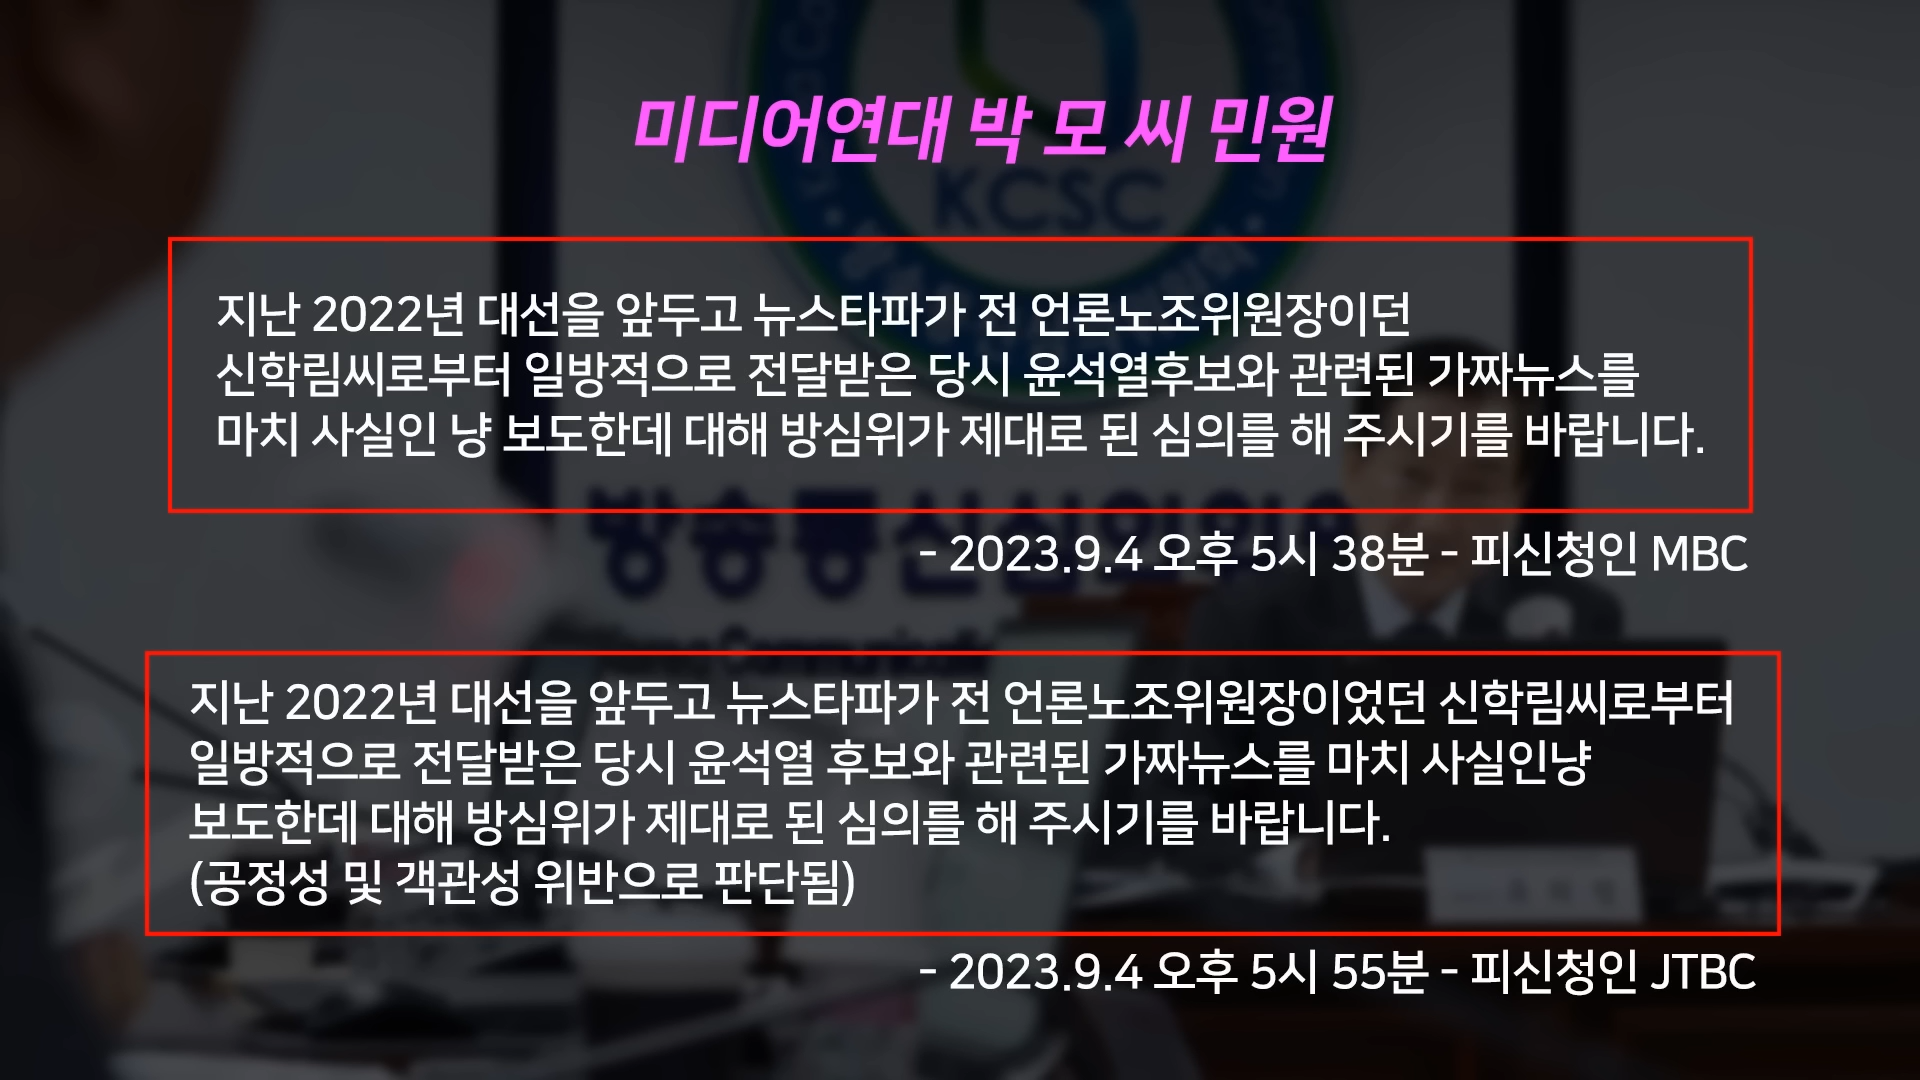 미디어연대 박 모 씨 민원
KCSC
지난 2022년 대선을 앞두고 뉴스타파가 전 언론노조위원장이던
신학림씨로부터 일방적으로 전달받은 당시 윤석열후보와 관련된 가짜뉴스를
마치 사실인 냥 보도한데 대해 방심위가 제대로 된 심의를 해 주시기를 바랍니다.
방송통신심의위
- 2023.9.4 오후 5시 38분 - 피신청인 MBC
지난 2022년 대선을 앞두고 뉴스타파가 전 언론노조위원장이었던 신학림씨로부터
일방적으로 전달받은 당시 윤석열 후보와 관련된 가짜뉴스를 마치 사실인냥
보도한데 대해 방심위가 제대로 된 심의를 해 주시기를 바랍니다.
(공정성 및 객관성 위반으로 판단됨)
- 2023.9.4 오후 5시 55분 - 피신청인 JTBC